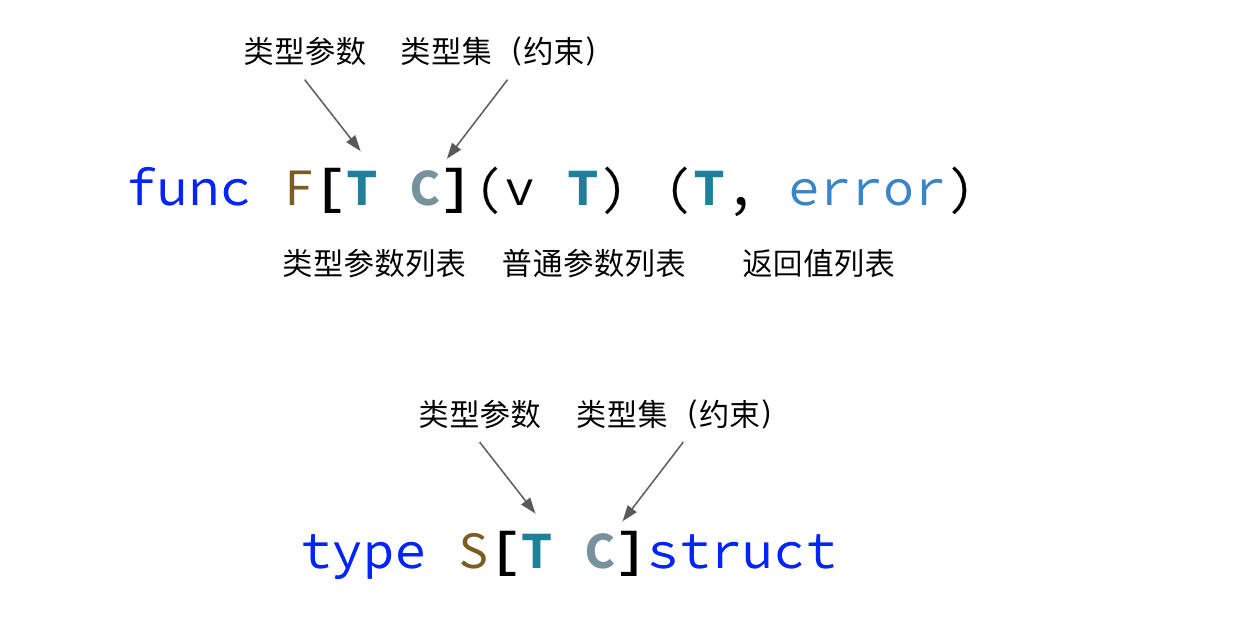 类型参数 类型集（约束）
func F[T C](v T) (T, error)
类型参数列表 普通参数列表 返回值列表
类型参数 类型集（约束）
type S[T C]struct